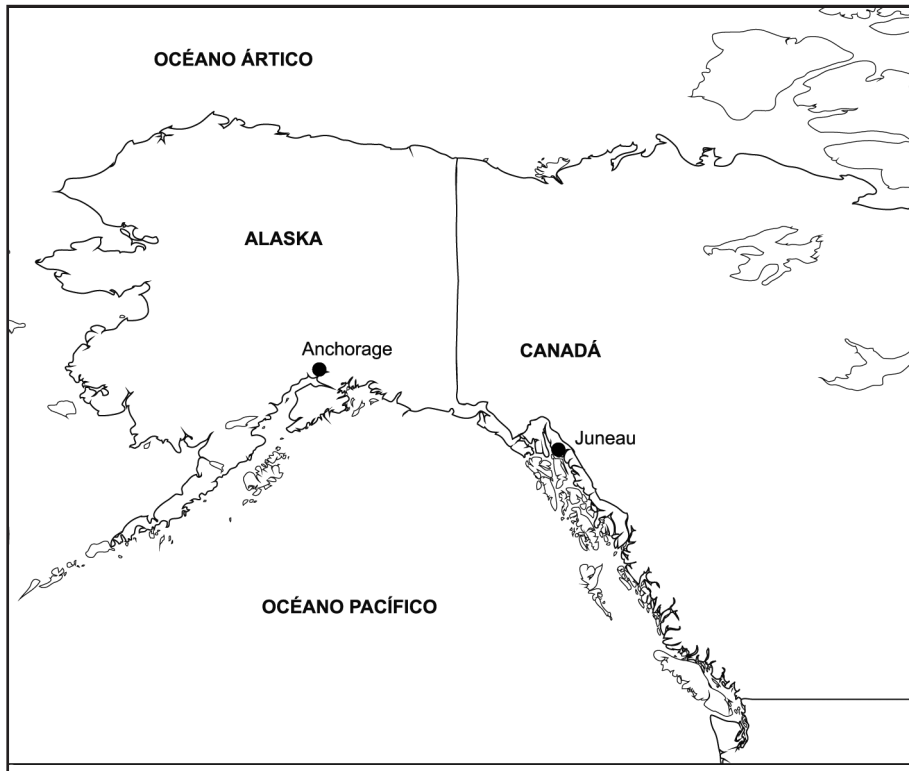 OCÉANO ÁRTICO
ALASKA
Anchorage
CANADÁ
Juneau
OCÉANO PACÍFICO